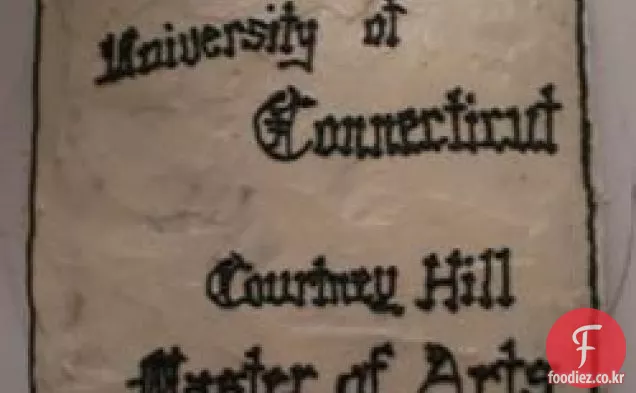 University of
Connecticut
Courtney Hill
Master of Arts
F
foodiez.co.kr